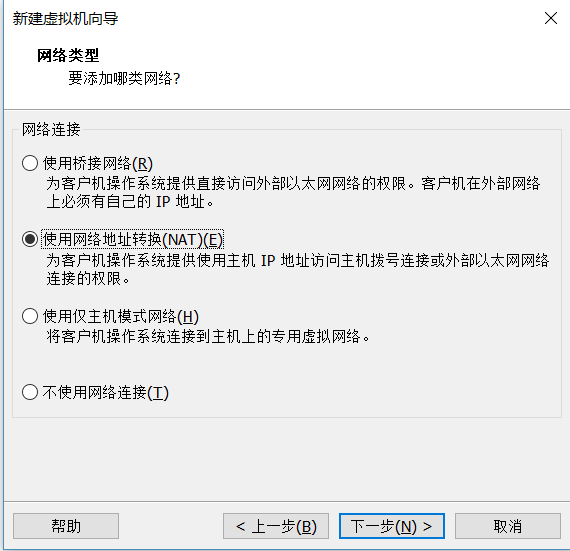 新建虚拟机向导
网络类型
要添加哪类网络?
网络连接
使用桥接网络(R)
为客户机操作系统提供直接访问外部以太网网络的权限。客户机在外部网络
上必须有自己的 IP 地址。
使用网络地址转换(NAT)(E)
为客户机操作系统提供使用主机 IP 地址访问主机拨号连接或外部以太网网络
连接的权限。
使用仅主机模式网络(H)
将客户机操作系统连接到主机上的专用虚拟网络。
不使用网络连接(T)
帮助
< 上一步(B)
下一步(N) >
取消